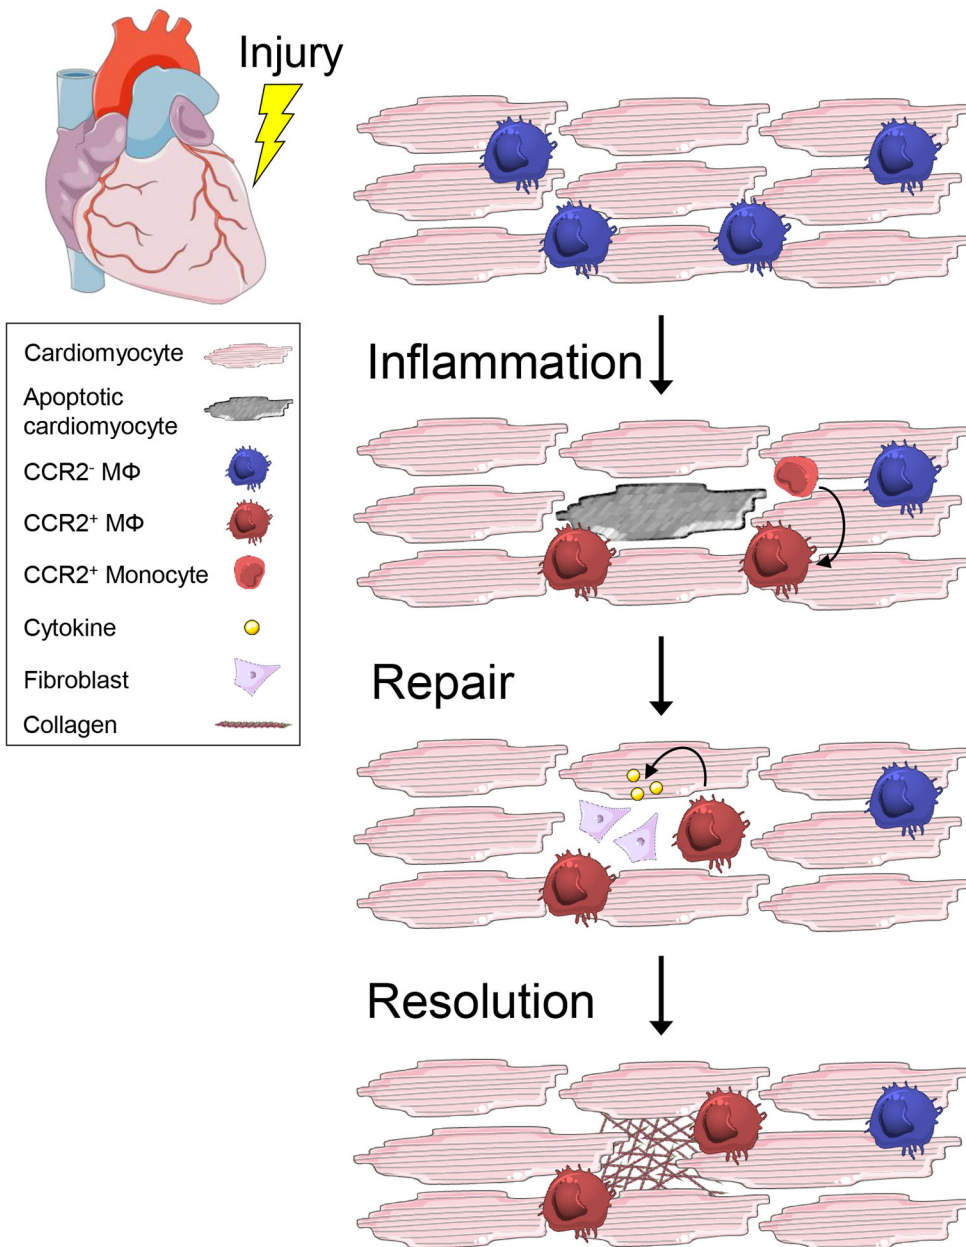 Injury
Inflammation
Cardiomyocyte
Apoptotic
cardiomyocyte
CCR2⁻ MΦ
CCR2⁺ MΦ
CCR2⁺ Monocyte
Cytokine
Fibroblast
Collagen
Repair
Resolution